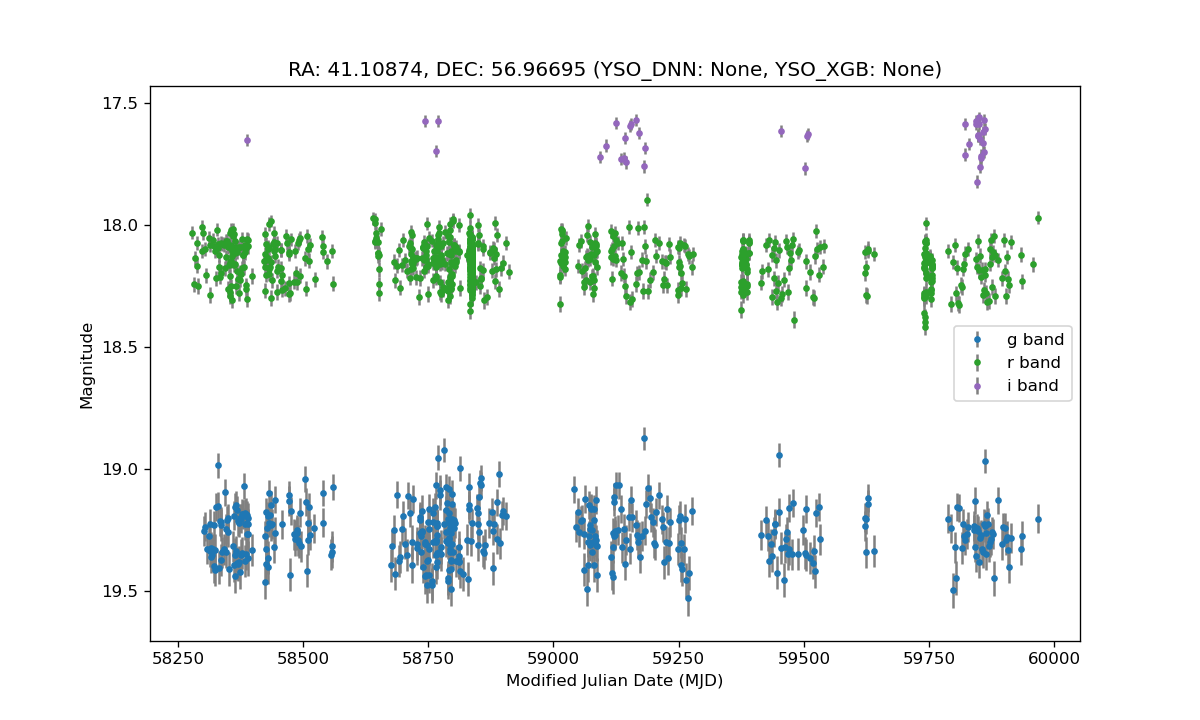 RA: 41.10874, DEC: 56.96695 (YSO_DNN: None, YSO_XGB: None)
17.5
18.0
18.5
19.0
19.5
Magnitude
g band
r band
i band
58250
58500
58750
59000
59250
59500
59750
60000
Modified Julian Date (MJD)